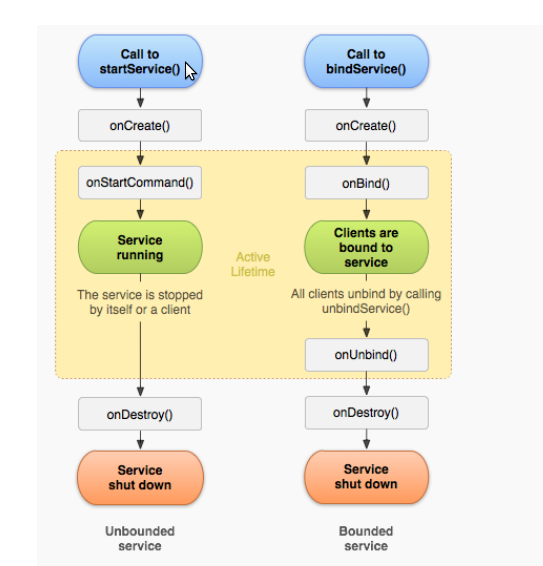 Call to
startService()
onCreate()
onStartCommand()
Service
running
The service is stopped
by itself or a client
onDestroy()
Service
shut down
Unbounded
service
Active
Lifetime
Call to
bindService()
onCreate()
onBind()
Clients are
bound to
service
All clients unbind by calling
unbindService()
onUnbind()
onDestroy()
Service
shut down
Bounded
service